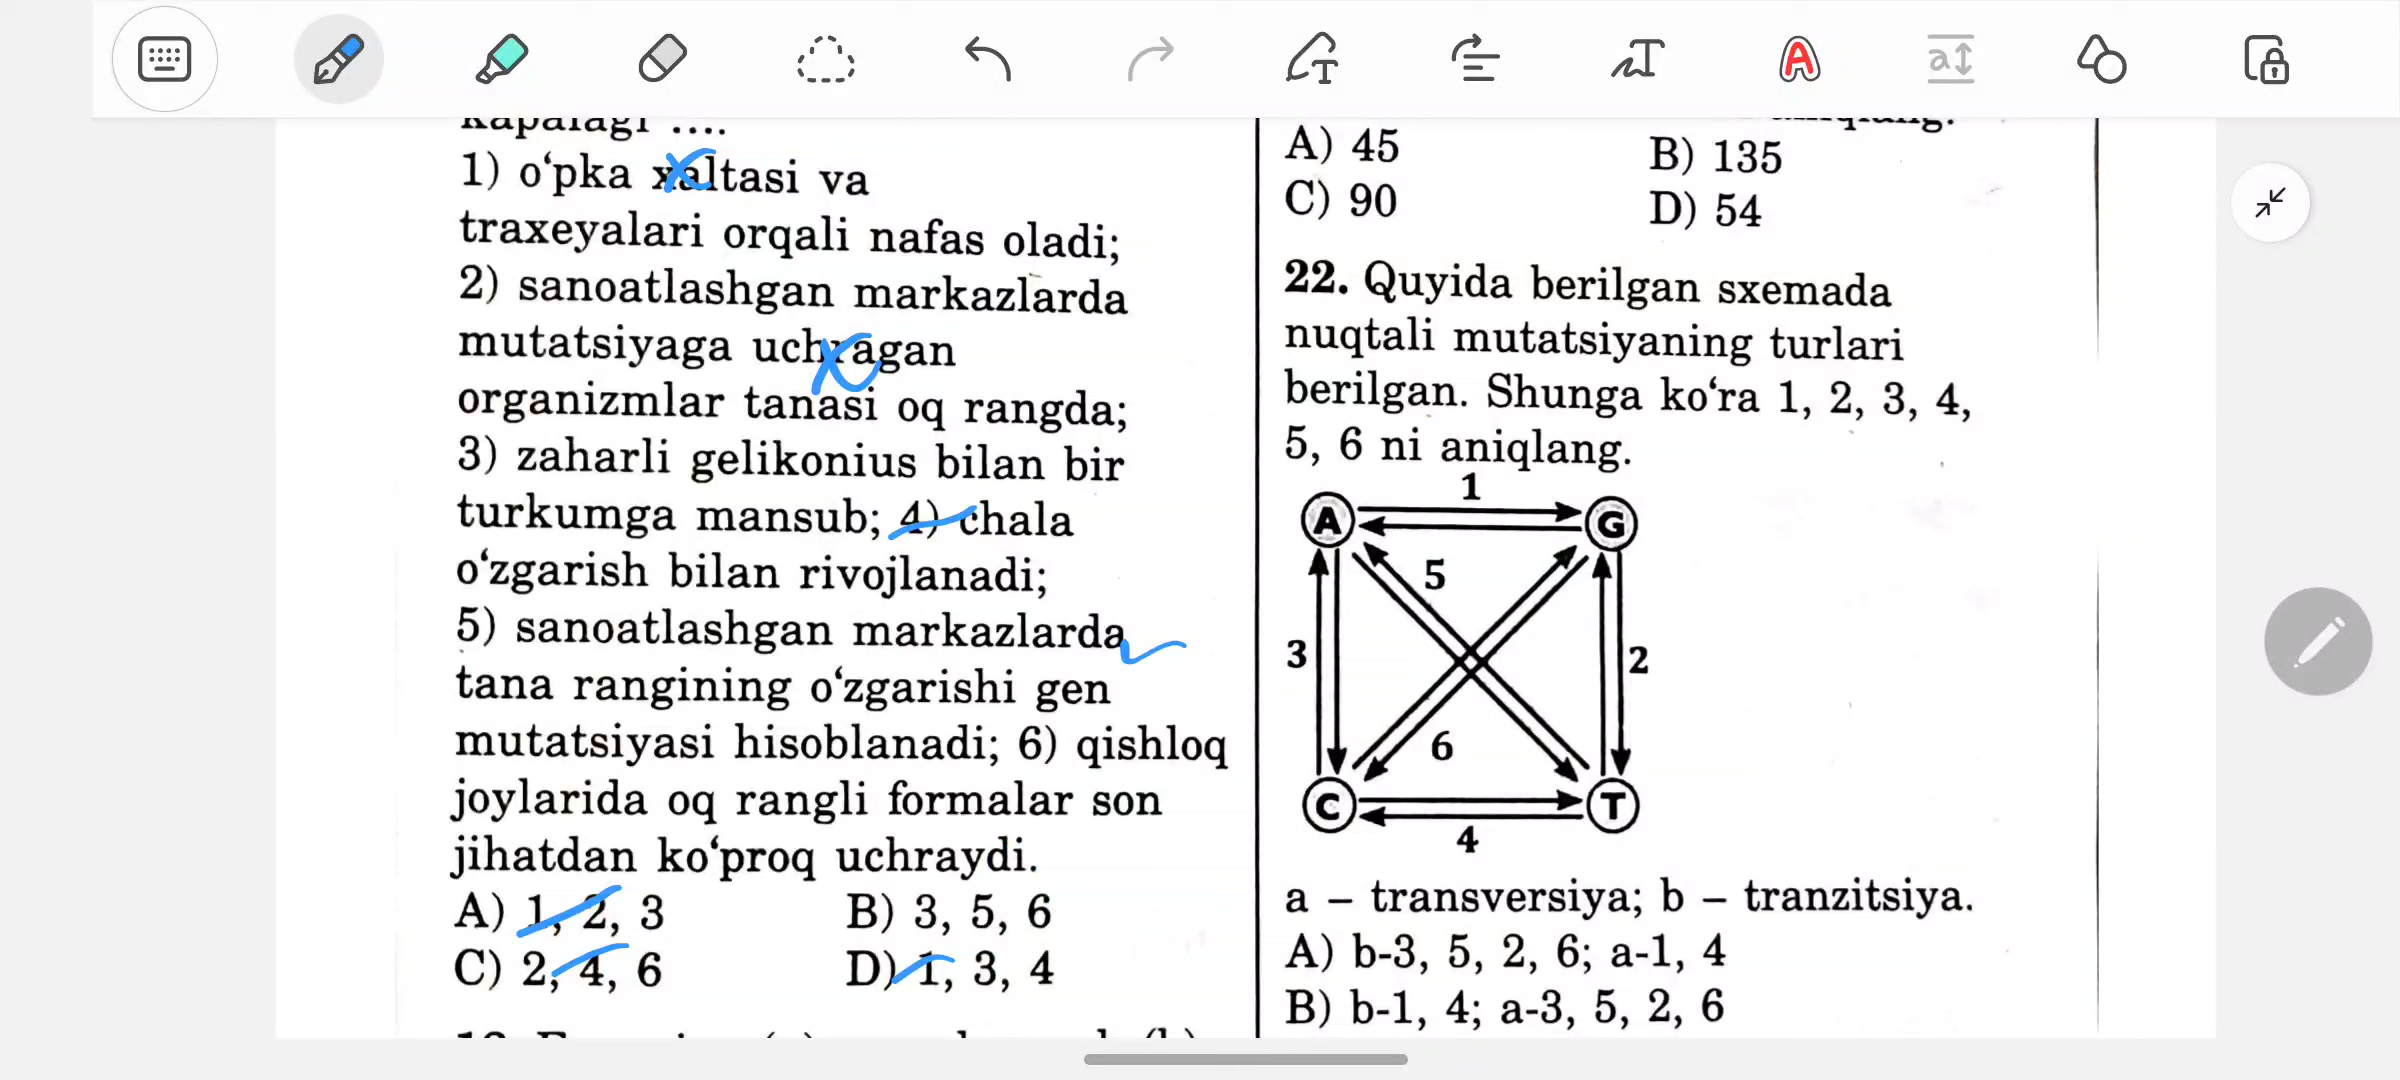 kapalagi ....
1) o‘pka xaltasi va
traxeyalari orqali nafas oladi;
2) sanoatlashgan markazlarda
mutatsiyaga uchragan
organizmlar tanasi oq rangda;
3) zaharli gelikonius bilan bir
turkumga mansub; 4) chala
o‘zgarish bilan rivojlanadi;
5) sanoatlashgan markazlarda
tana rangining o‘zgarishi gen
mutatsiyasi hisoblanadi; 6) qishloq
joylarida oq rangli formalar son
jihatdan ko‘proq uchraydi.
A) 1, 2, 3 B) 3, 5, 6
C) 2, 4, 6 D) 1, 3, 4
A) 45 B) 135
C) 90 D) 54
22. Quyida berilgan sxemada
nuqtali mutatsiyaning turlari
berilgan. Shunga ko‘ra 1, 2, 3, 4,
5, 6 ni aniqlang.
1
A G
5
3 2
6
C T
4
a – transversiya; b – tranzitsiya.
A) b-3, 5, 2, 6; a-1, 4
B) b-1, 4; a-3, 5, 2, 6